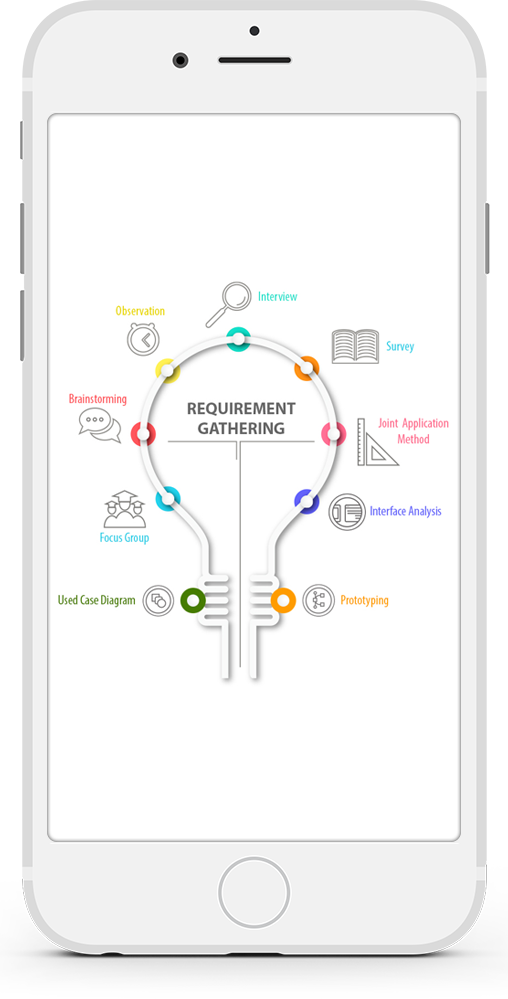 Interview
Observation
Survey
Brainstorming
REQUIREMENT
GATHERING
Joint Application
Method
Interface Analysis
Focus Group
Used Case Diagram
Prototyping